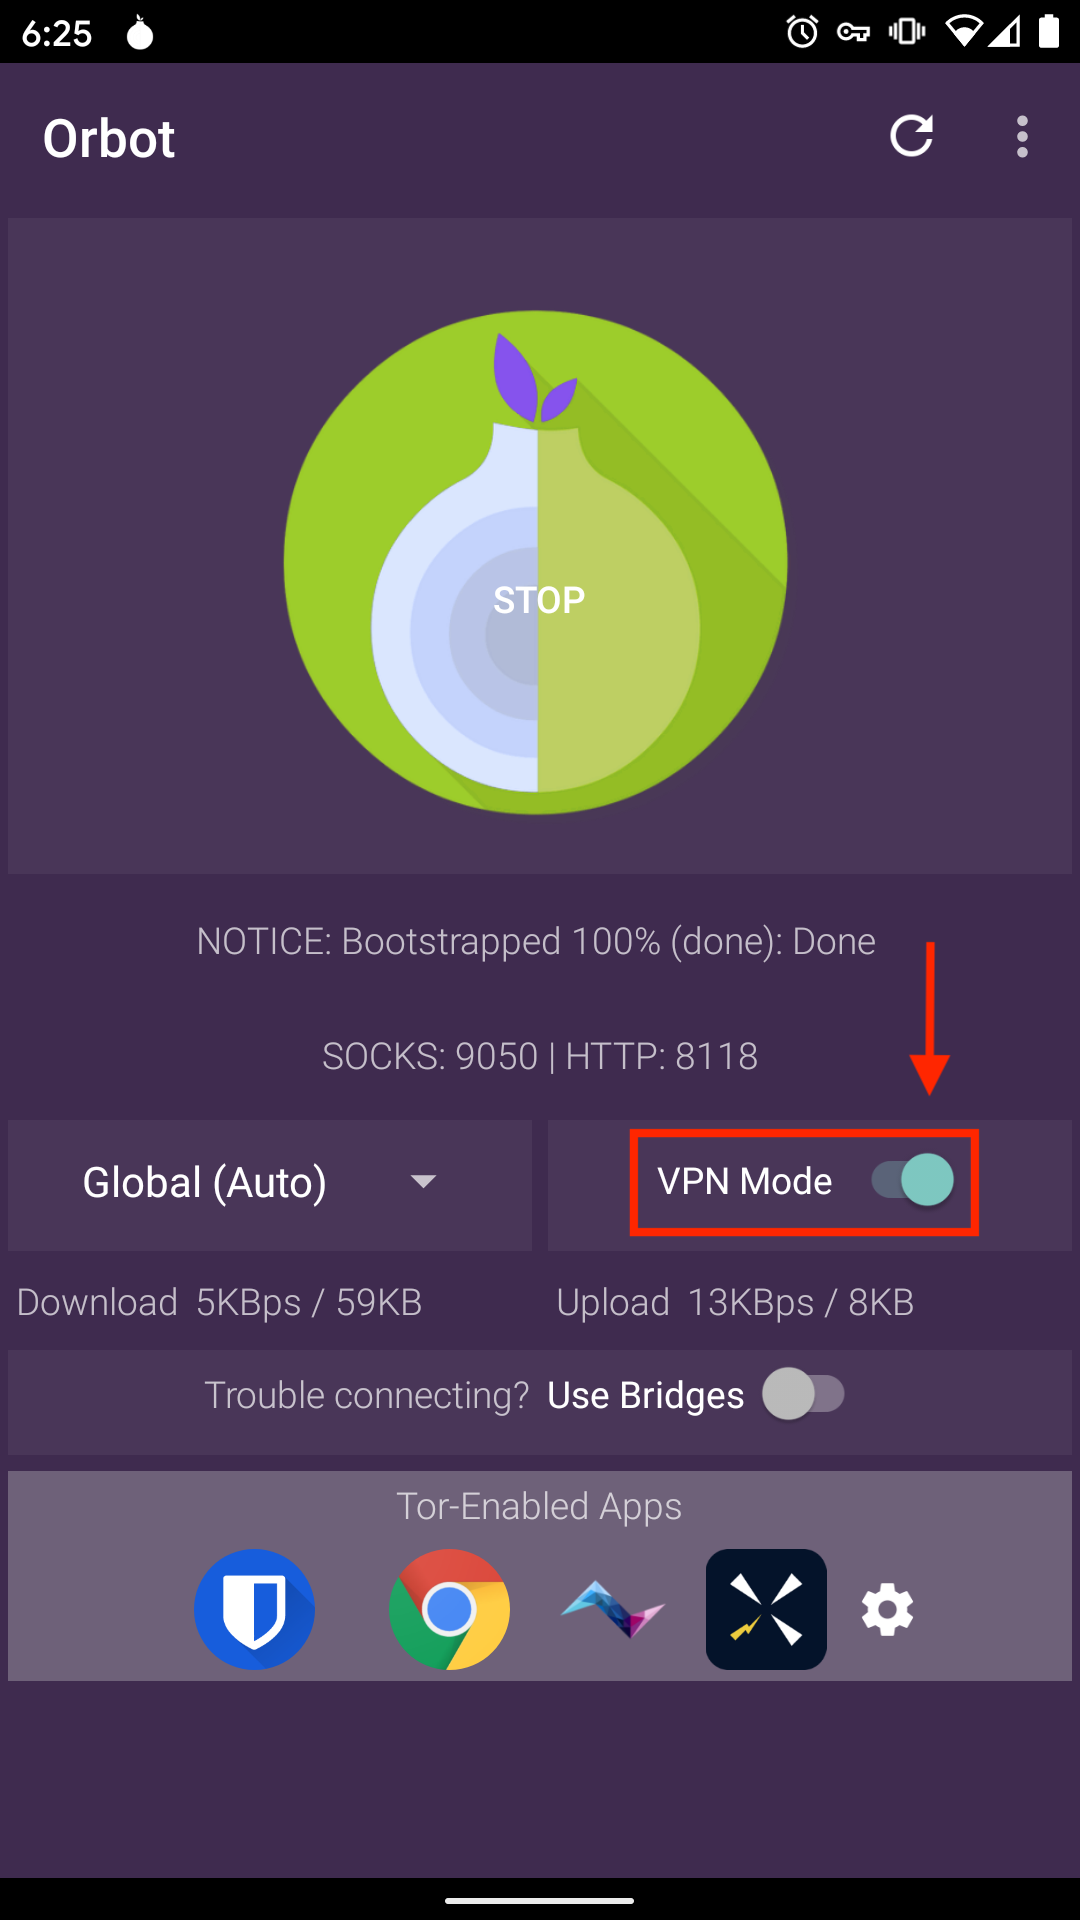 6:25
Orbot
STOP
NOTICE: Bootstrapped 100% (done): Done
SOCKS: 9050 | HTTP: 8118
Global (Auto)
VPN Mode
Download 5KBps / 59KB
Upload 13KBps / 8KB
Trouble connecting? Use Bridges
Tor-Enabled Apps